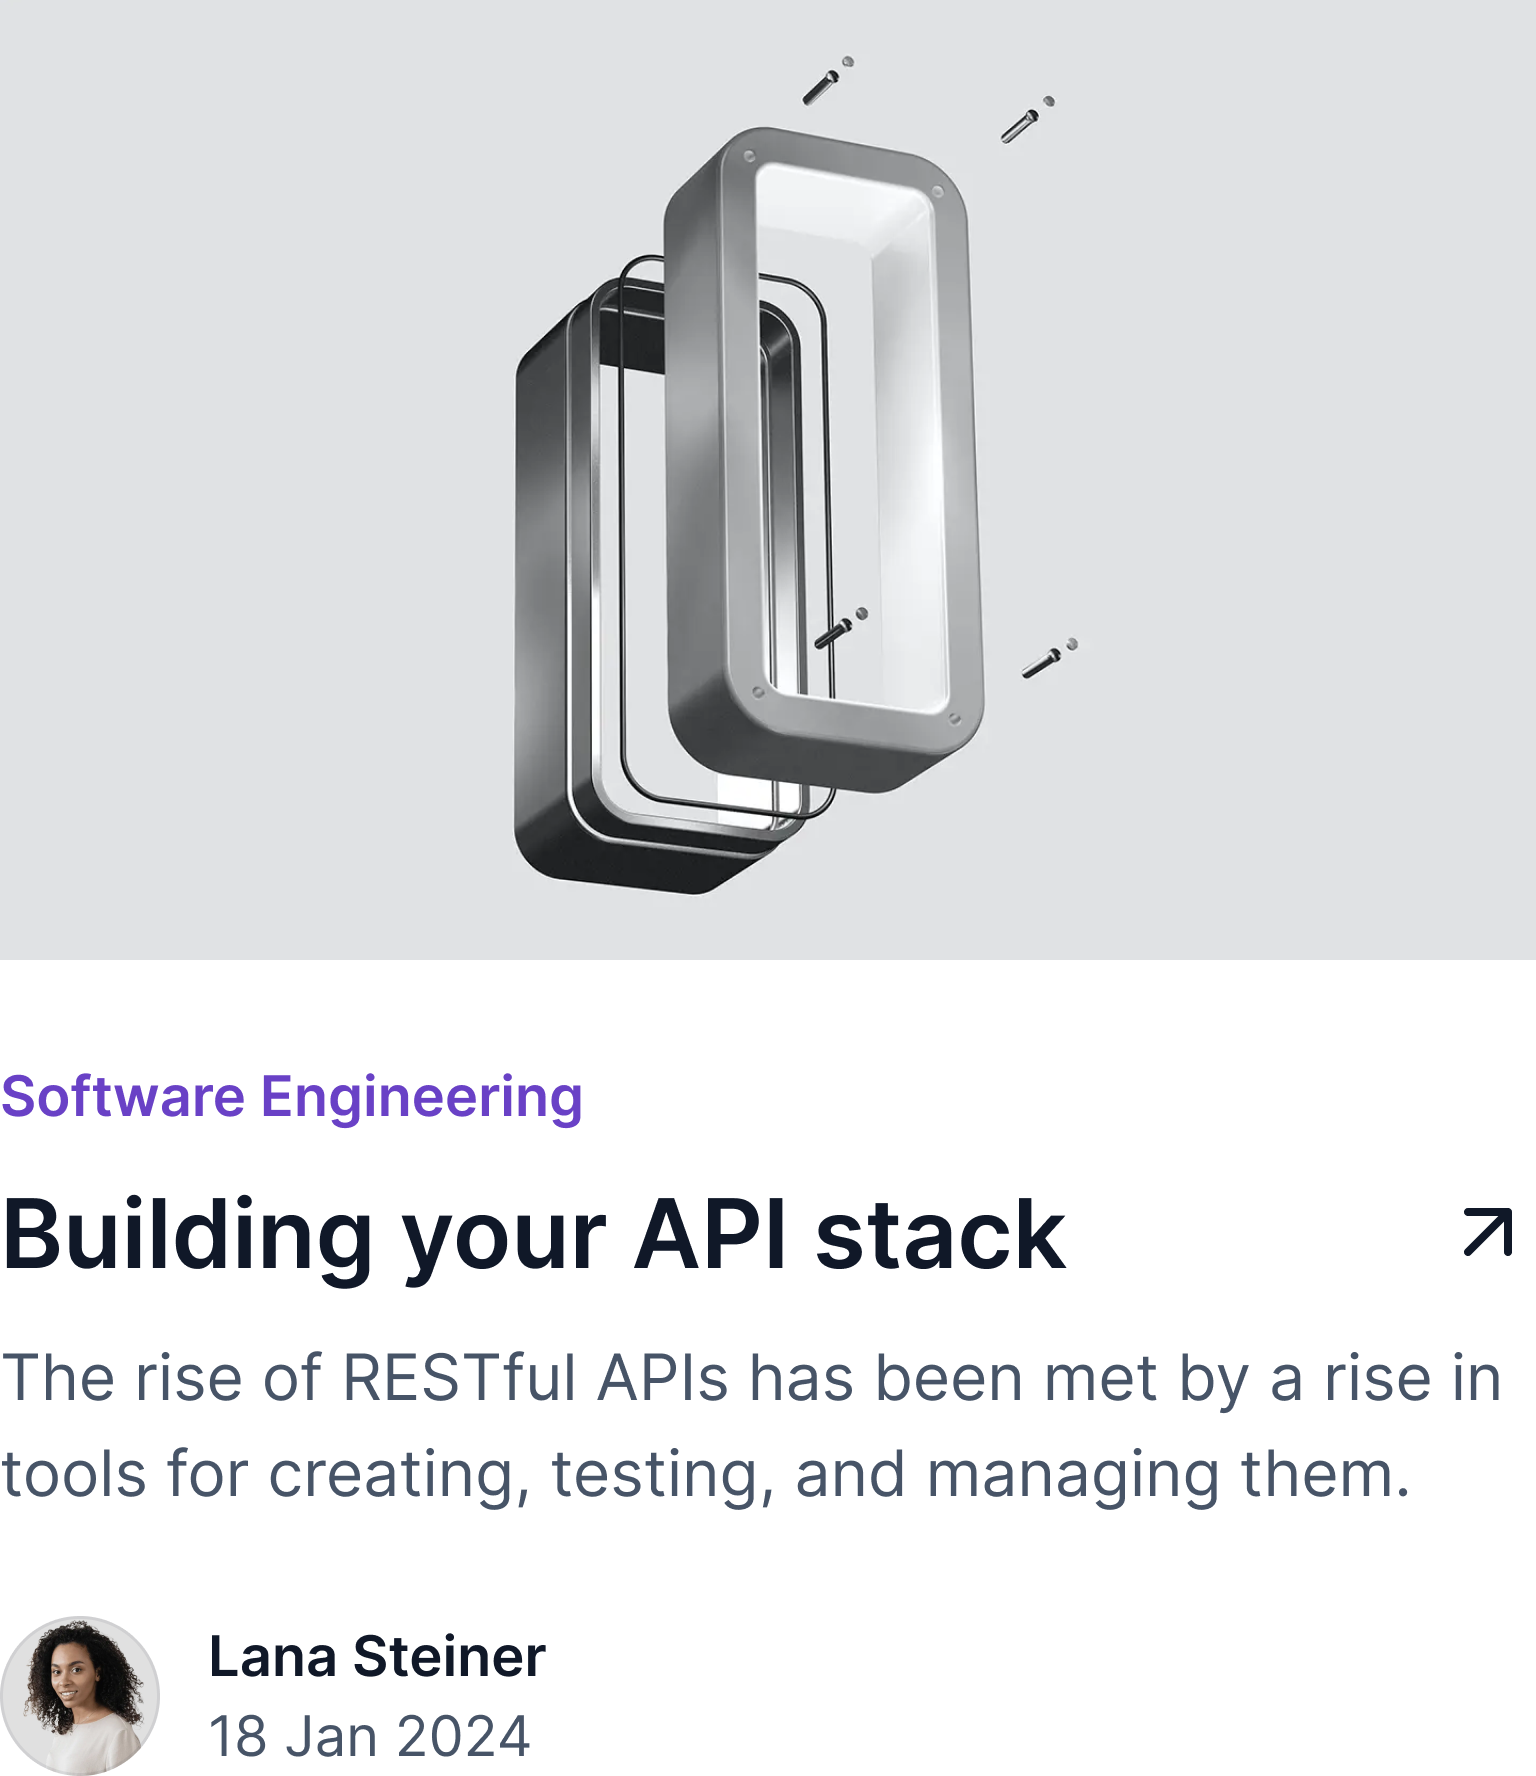 Software Engineering
Building your API stack
The rise of RESTful APIs has been met by a rise in
tools for creating, testing, and managing them.
Lana Steiner
18 Jan 2024